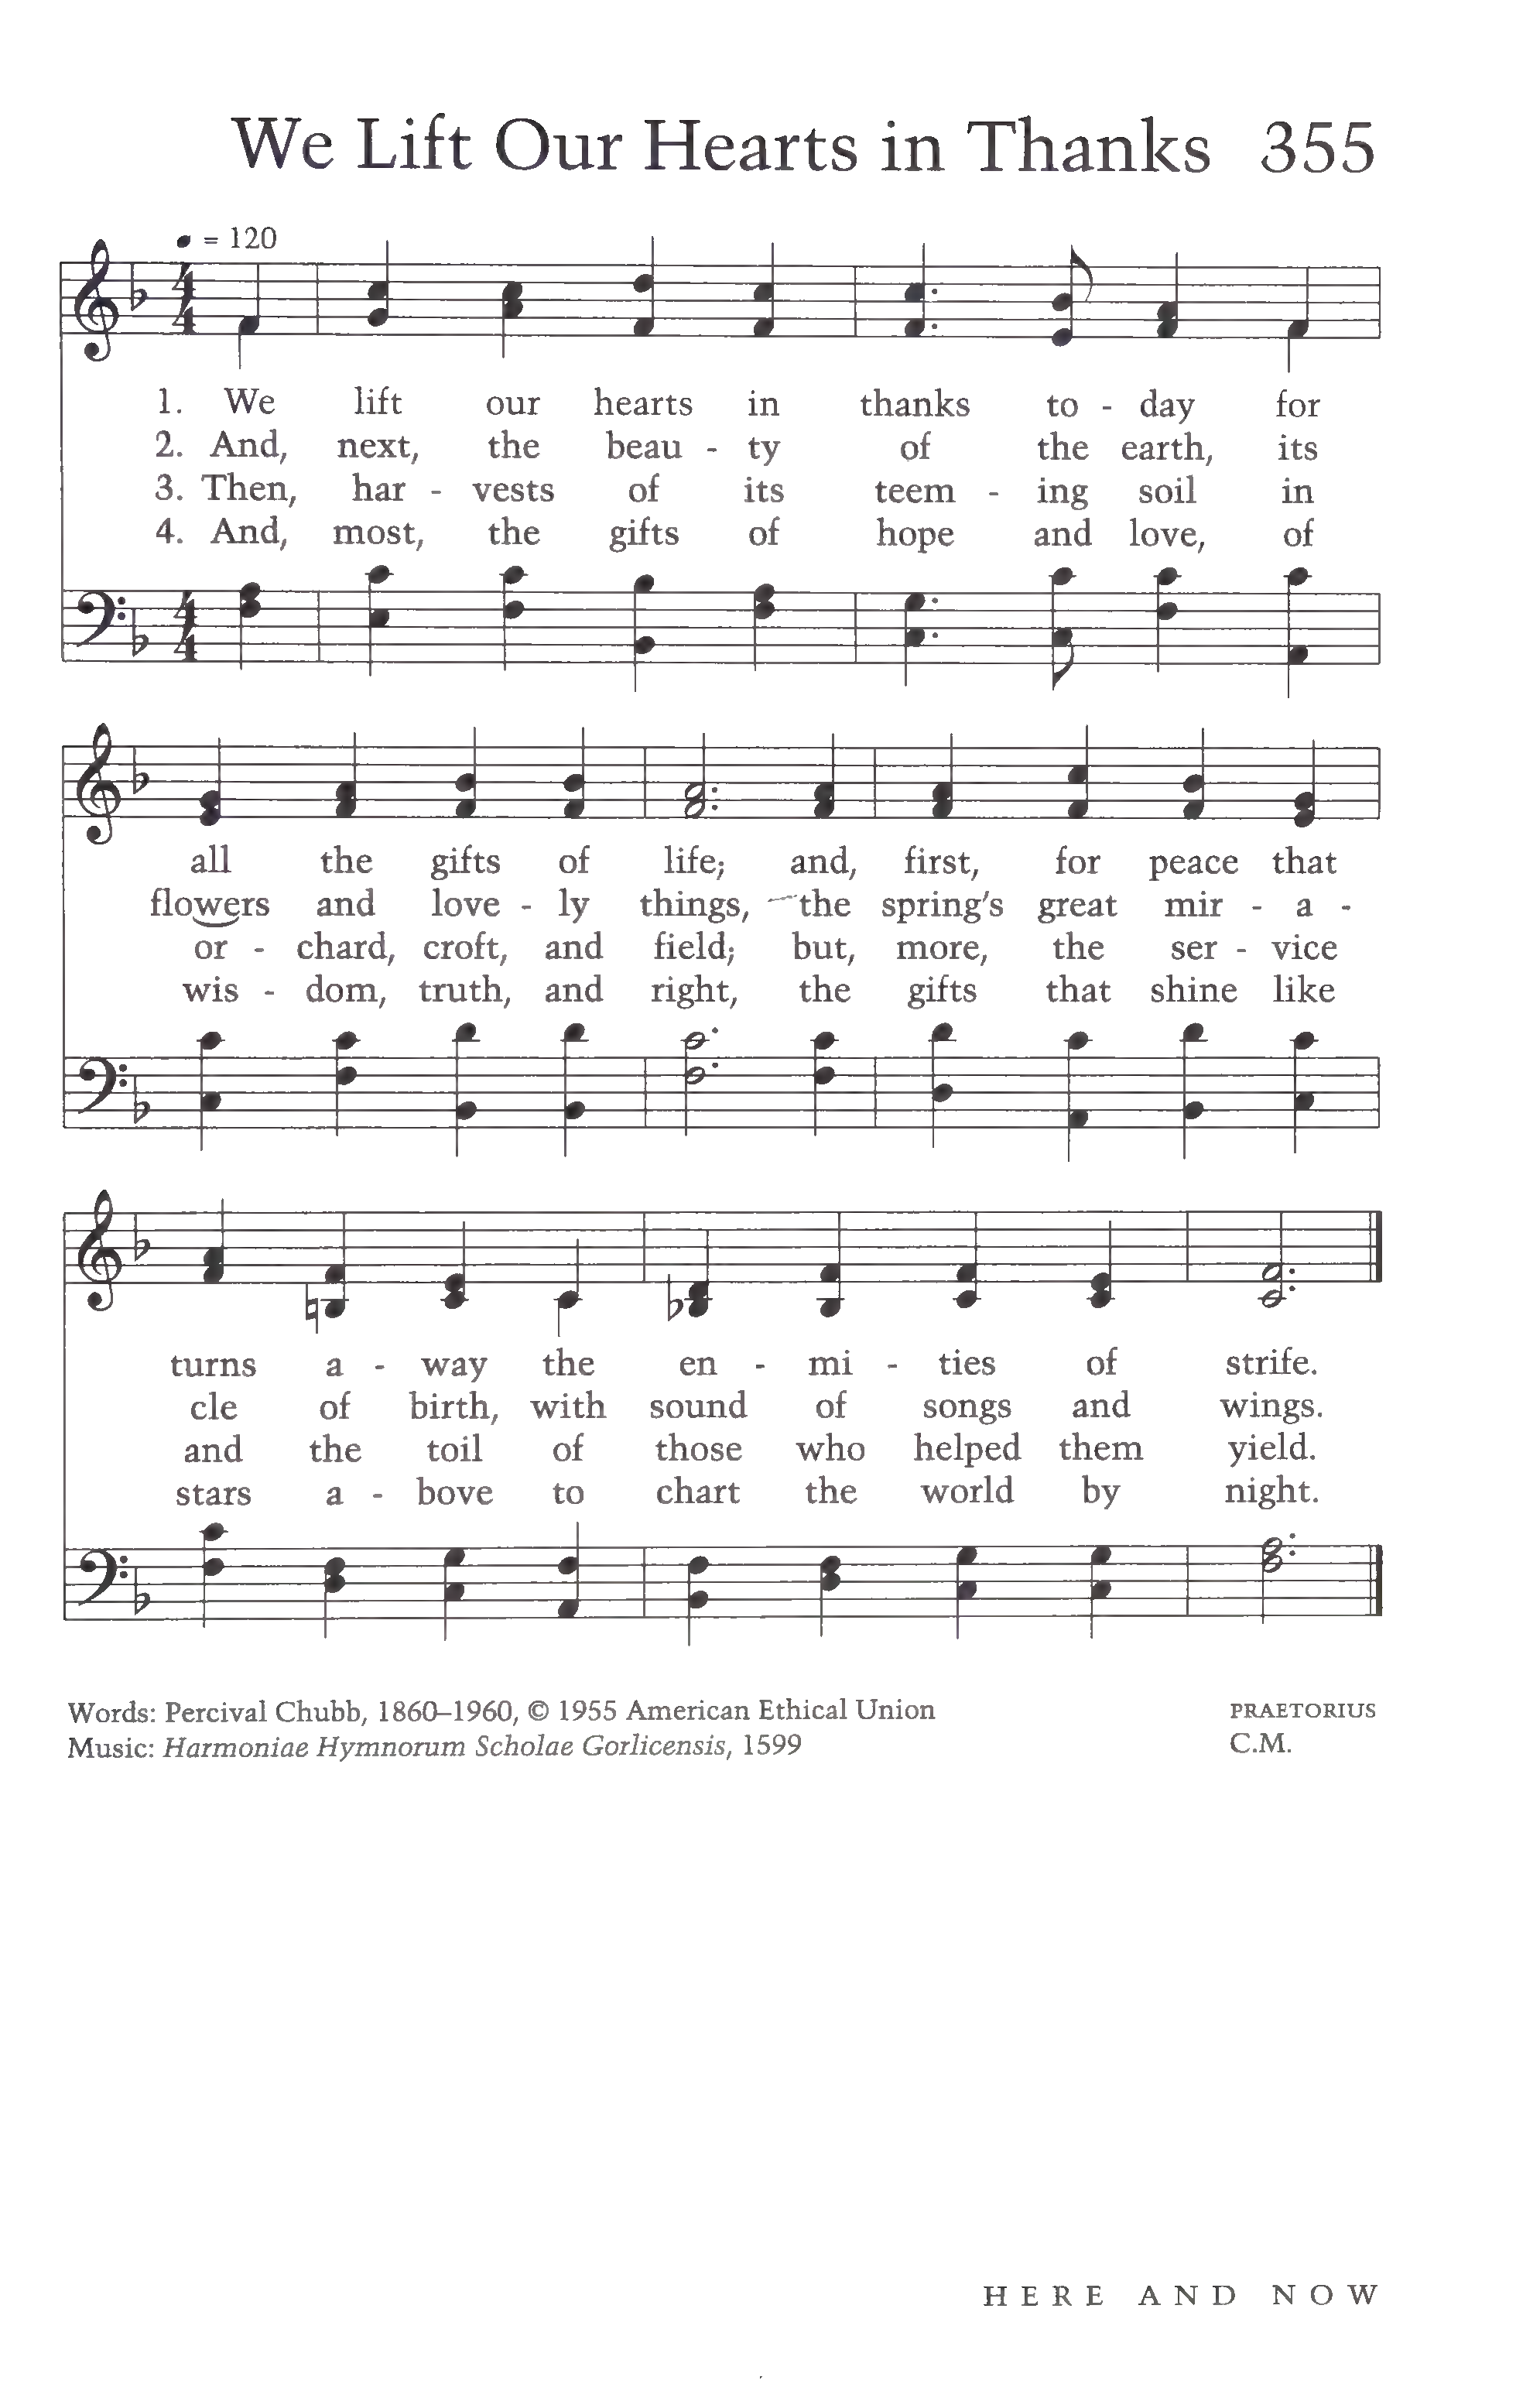 We Lift Our Hearts in Thanks 355
= 120
1. We lift our hearts in thanks to - day for
2. And, next, the beau - ty of the earth, its
3. Then, har - vests of its teem - ing soil in
4. And, most, the gifts of hope and love, of
all the gifts of life; and, first, for peace that
flowers and love - ly things, the spring's great mir - a -
or - chard, croft, and field; but, more, the ser - vice
wis - dom, truth, and right, the gifts that shine like
turns a - way the en - mi - ties of strife.
cle of birth, with sound of songs and wings.
and the toil of those who helped them yield.
stars a - bove to chart the world by night.
Words: Percival Chubb, 1860–1960, © 1955 American Ethical Union PRAETORIUS
Music: Harmoniae Hymnorum Scholae Gorlicensis, 1599 C.M.
HERE AND NOW